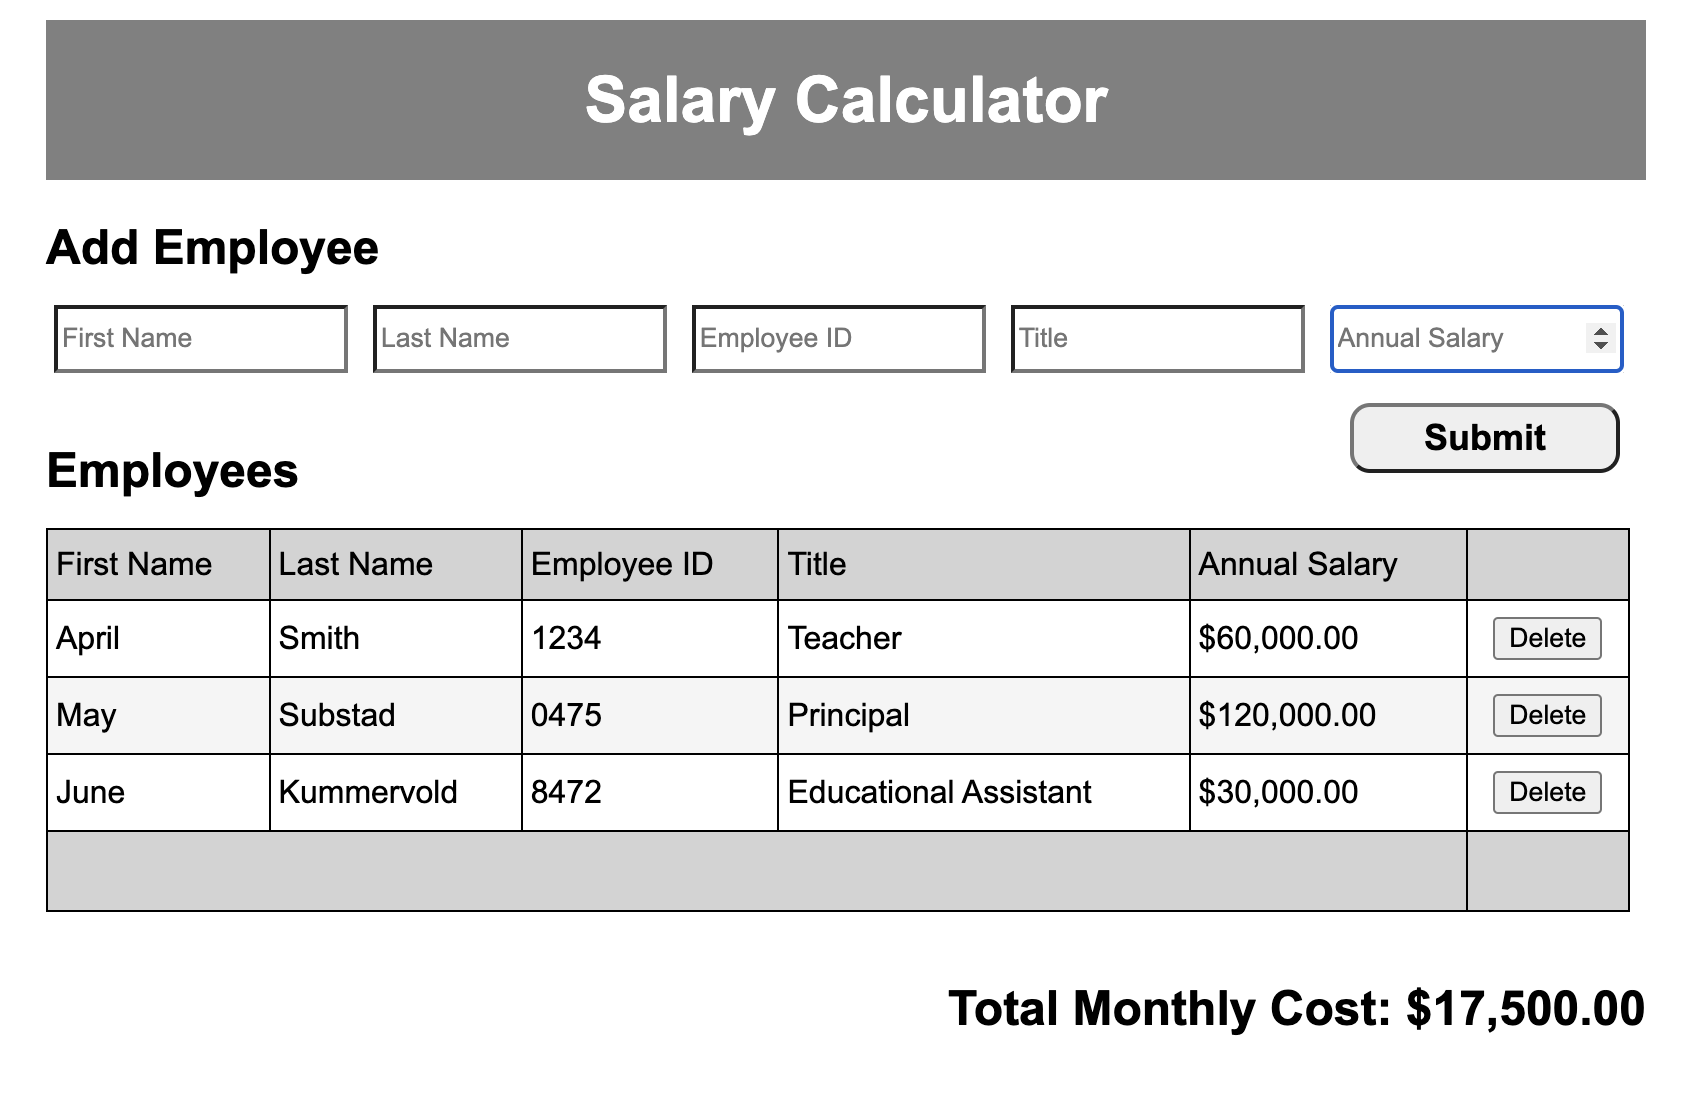 Salary Calculator
Add Employee
First Name Last Name Employee ID Title Annual Salary
Submit
Employees
First Name Last Name Employee ID Title Annual Salary
April Smith 1234 Teacher $60,000.00 Delete
May Substad 0475 Principal $120,000.00 Delete
June Kummervold 8472 Educational Assistant $30,000.00 Delete
Total Monthly Cost: $17,500.00